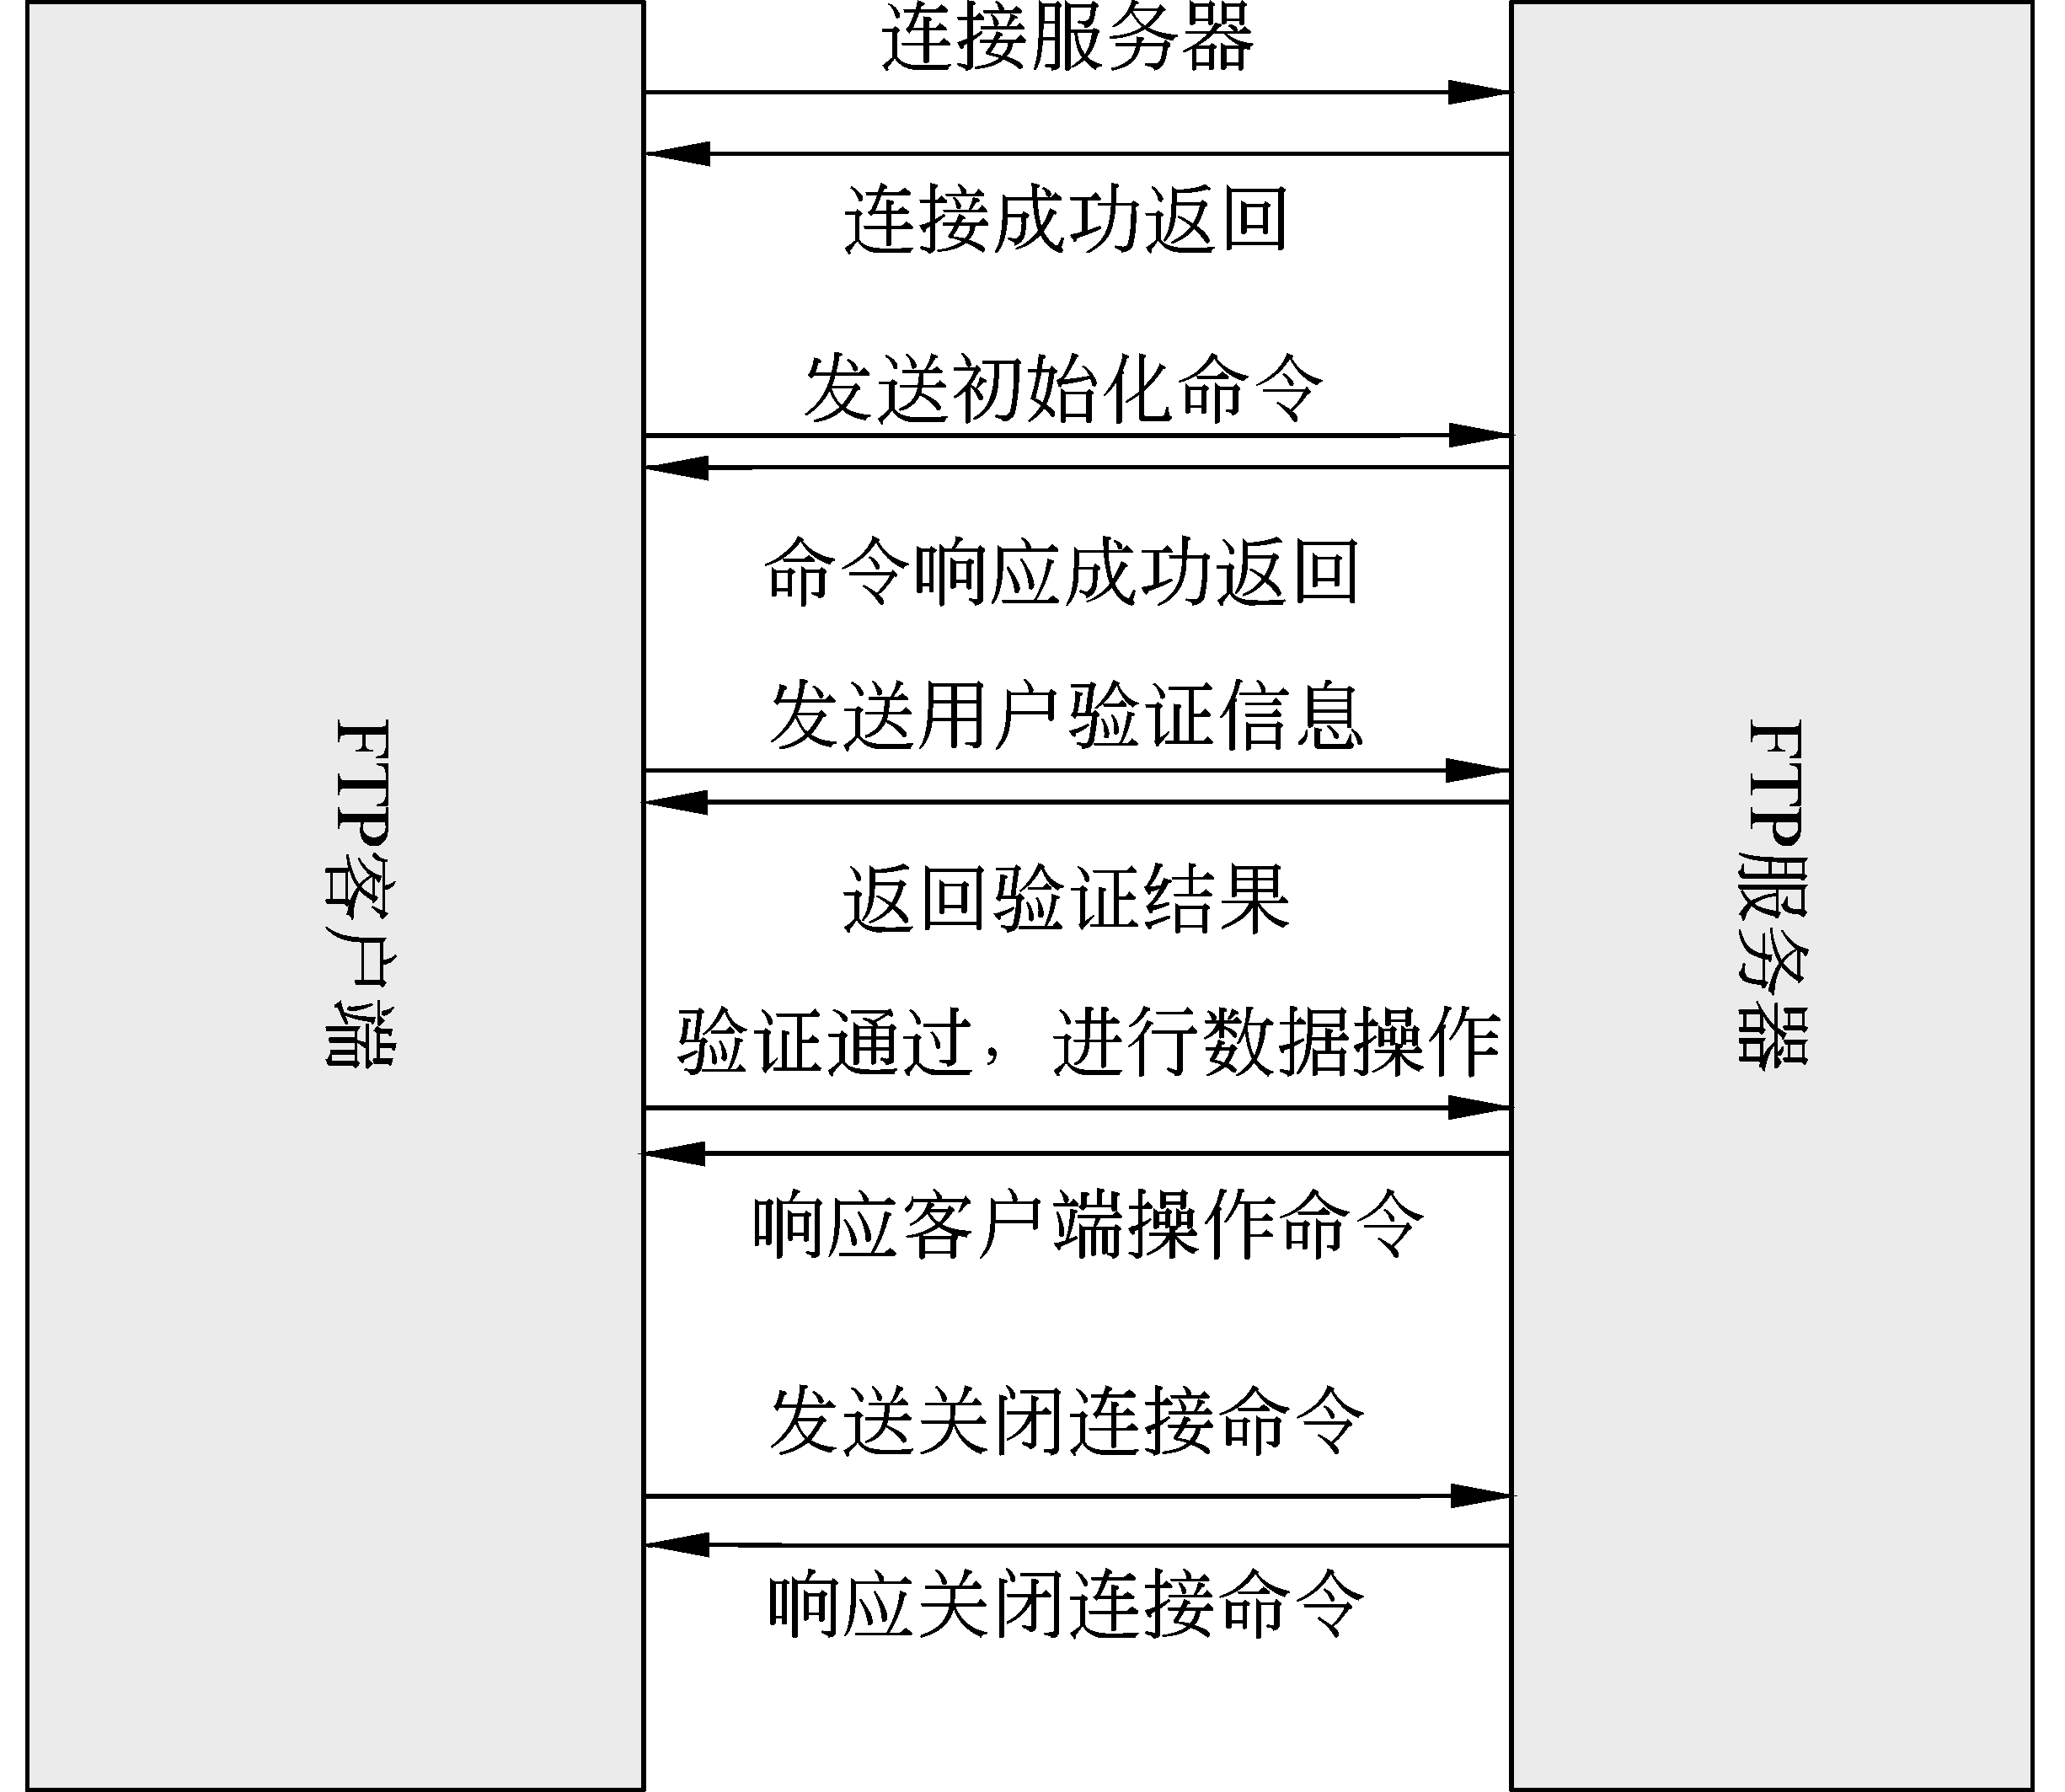 连接服务器
连接成功返回
发送初始化命令
命令响应成功返回
发送用户验证信息
返回验证结果
验证通过，进行数据操作
响应客户端操作命令
发送关闭连接命令
响应关闭连接命令
FTP客户端
FTP服务器